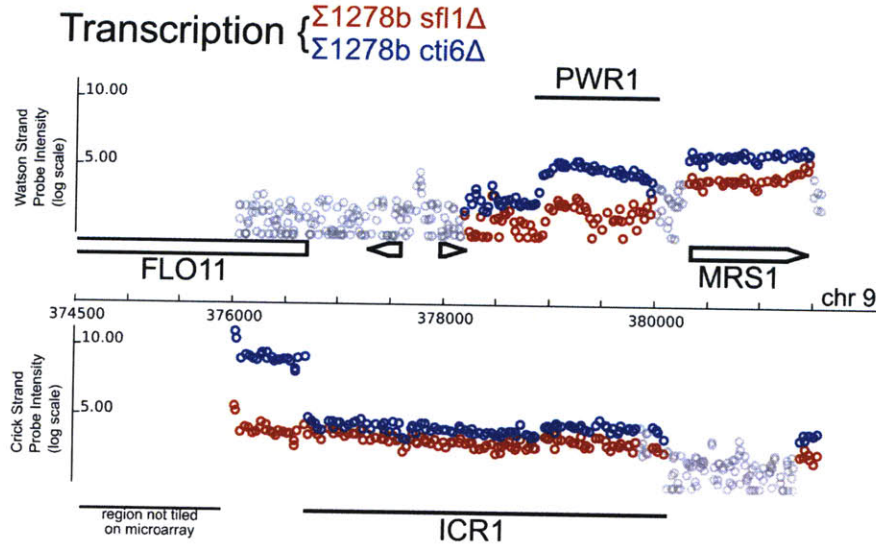 Transcription { Σ1278b sfl1Δ
Σ1278b cti6Δ
PWR1
10.00
5.00
Watson Strand
Probe Intensity
(log scale)
FLO11
MRS1
chr 9
374500 376000 378000 380000
10.00
5.00
Crick Strand
Probe Intensity
(log scale)
region not tiled
on microarray
ICR1